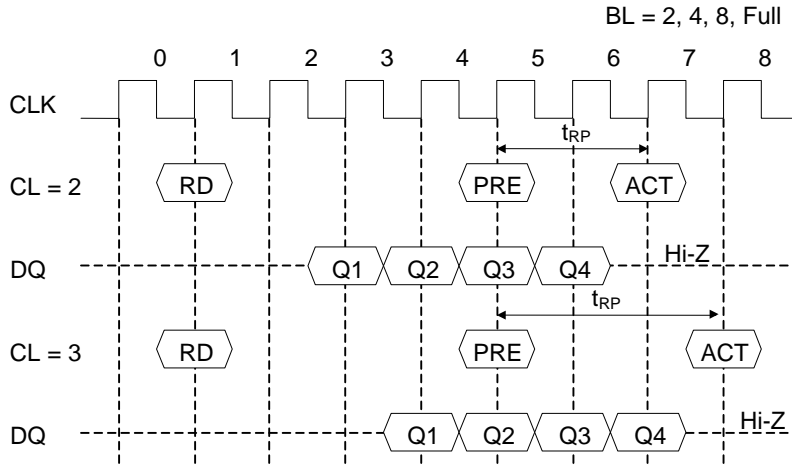 BL = 2, 4, 8, Full
0 1 2 3 4 5 6 7 8
CLK
tRP
CL = 2 RD PRE ACT
DQ Q1 Q2 Q3 Q4 Hi-Z
tRP
CL = 3 RD PRE ACT
DQ Q1 Q2 Q3 Q4 Hi-Z